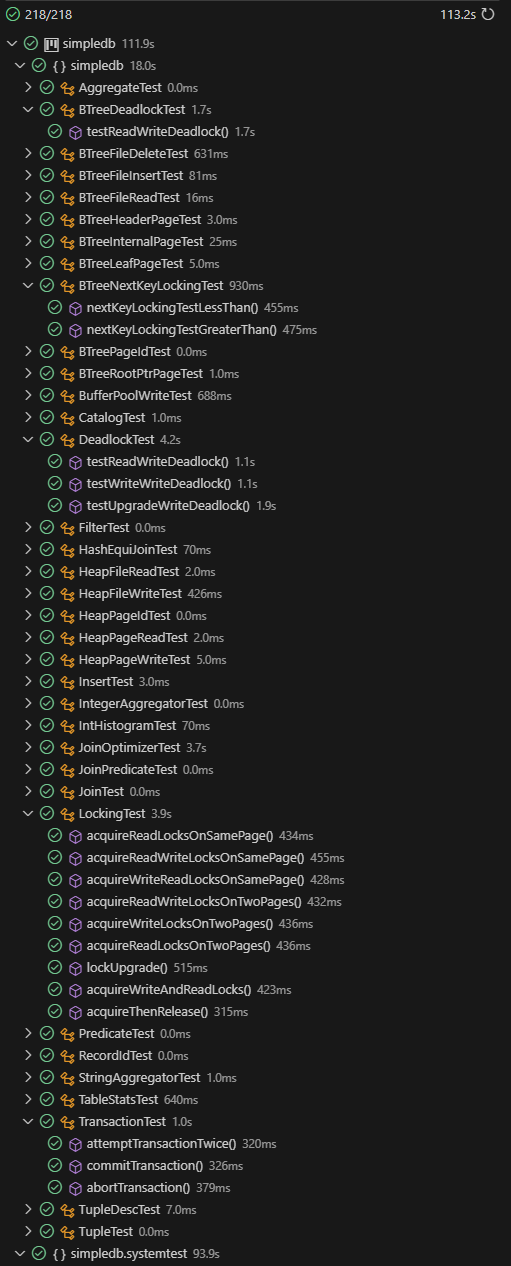 218/218 113.2s
simpledb 111.9s
{ } simpledb 18.0s
AggregateTest 0.0ms
BTreeDeadlockTest 1.7s
testReadWriteDeadlock() 1.7s
BTreeFileDeleteTest 631ms
BTreeFileInsertTest 81ms
BTreeFileReadTest 16ms
BTreeHeaderPageTest 3.0ms
BTreeInternalPageTest 25ms
BTreeLeafPageTest 5.0ms
BTreeNextKeyLockingTest 930ms
nextKeyLockingTestLessThan() 455ms
nextKeyLockingTestGreaterThan() 475ms
BTreePageIdTest 0.0ms
BTreeRootPtrPageTest 1.0ms
BufferPoolWriteTest 688ms
CatalogTest 1.0ms
DeadlockTest 4.2s
testReadWriteDeadlock() 1.1s
testWriteWriteDeadlock() 1.1s
testUpgradeWriteDeadlock() 1.9s
FilterTest 0.0ms
HashEquiJoinTest 70ms
HeapFileReadTest 2.0ms
HeapFileWriteTest 426ms
HeapPageIdTest 0.0ms
HeapPageReadTest 2.0ms
HeapPageWriteTest 5.0ms
InsertTest 3.0ms
IntegerAggregatorTest 0.0ms
IntHistogramTest 70ms
JoinOptimizerTest 3.7s
JoinPredicateTest 0.0ms
JoinTest 0.0ms
LockingTest 3.9s
acquireReadLocksOnSamePage() 434ms
acquireReadWriteLocksOnSamePage() 455ms
acquireWriteReadLocksOnSamePage() 428ms
acquireReadWriteLocksOnTwoPages() 432ms
acquireWriteLocksOnTwoPages() 436ms
acquireReadLocksOnTwoPages() 436ms
lockUpgrade() 515ms
acquireWriteAndReadLocks() 423ms
acquireThenRelease() 315ms
PredicateTest 0.0ms
RecordIdTest 0.0ms
StringAggregatorTest 1.0ms
TableStatsTest 640ms
TransactionTest 1.0s
attemptTransactionTwice() 320ms
commitTransaction() 326ms
abortTransaction() 379ms
TupleDescTest 7.0ms
TupleTest 0.0ms
{ } simpledb.systemtest 93.9s